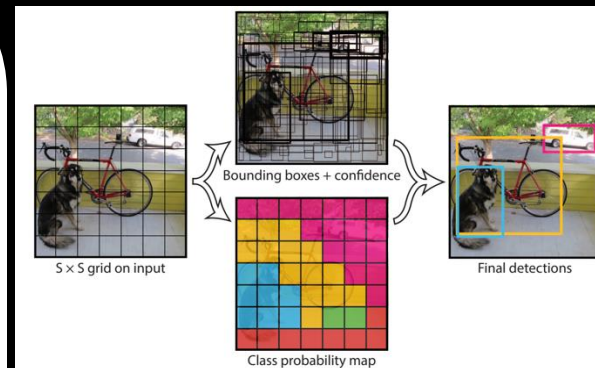 Bounding boxes + confidence
S × S grid on input
Final detections
Class probability map